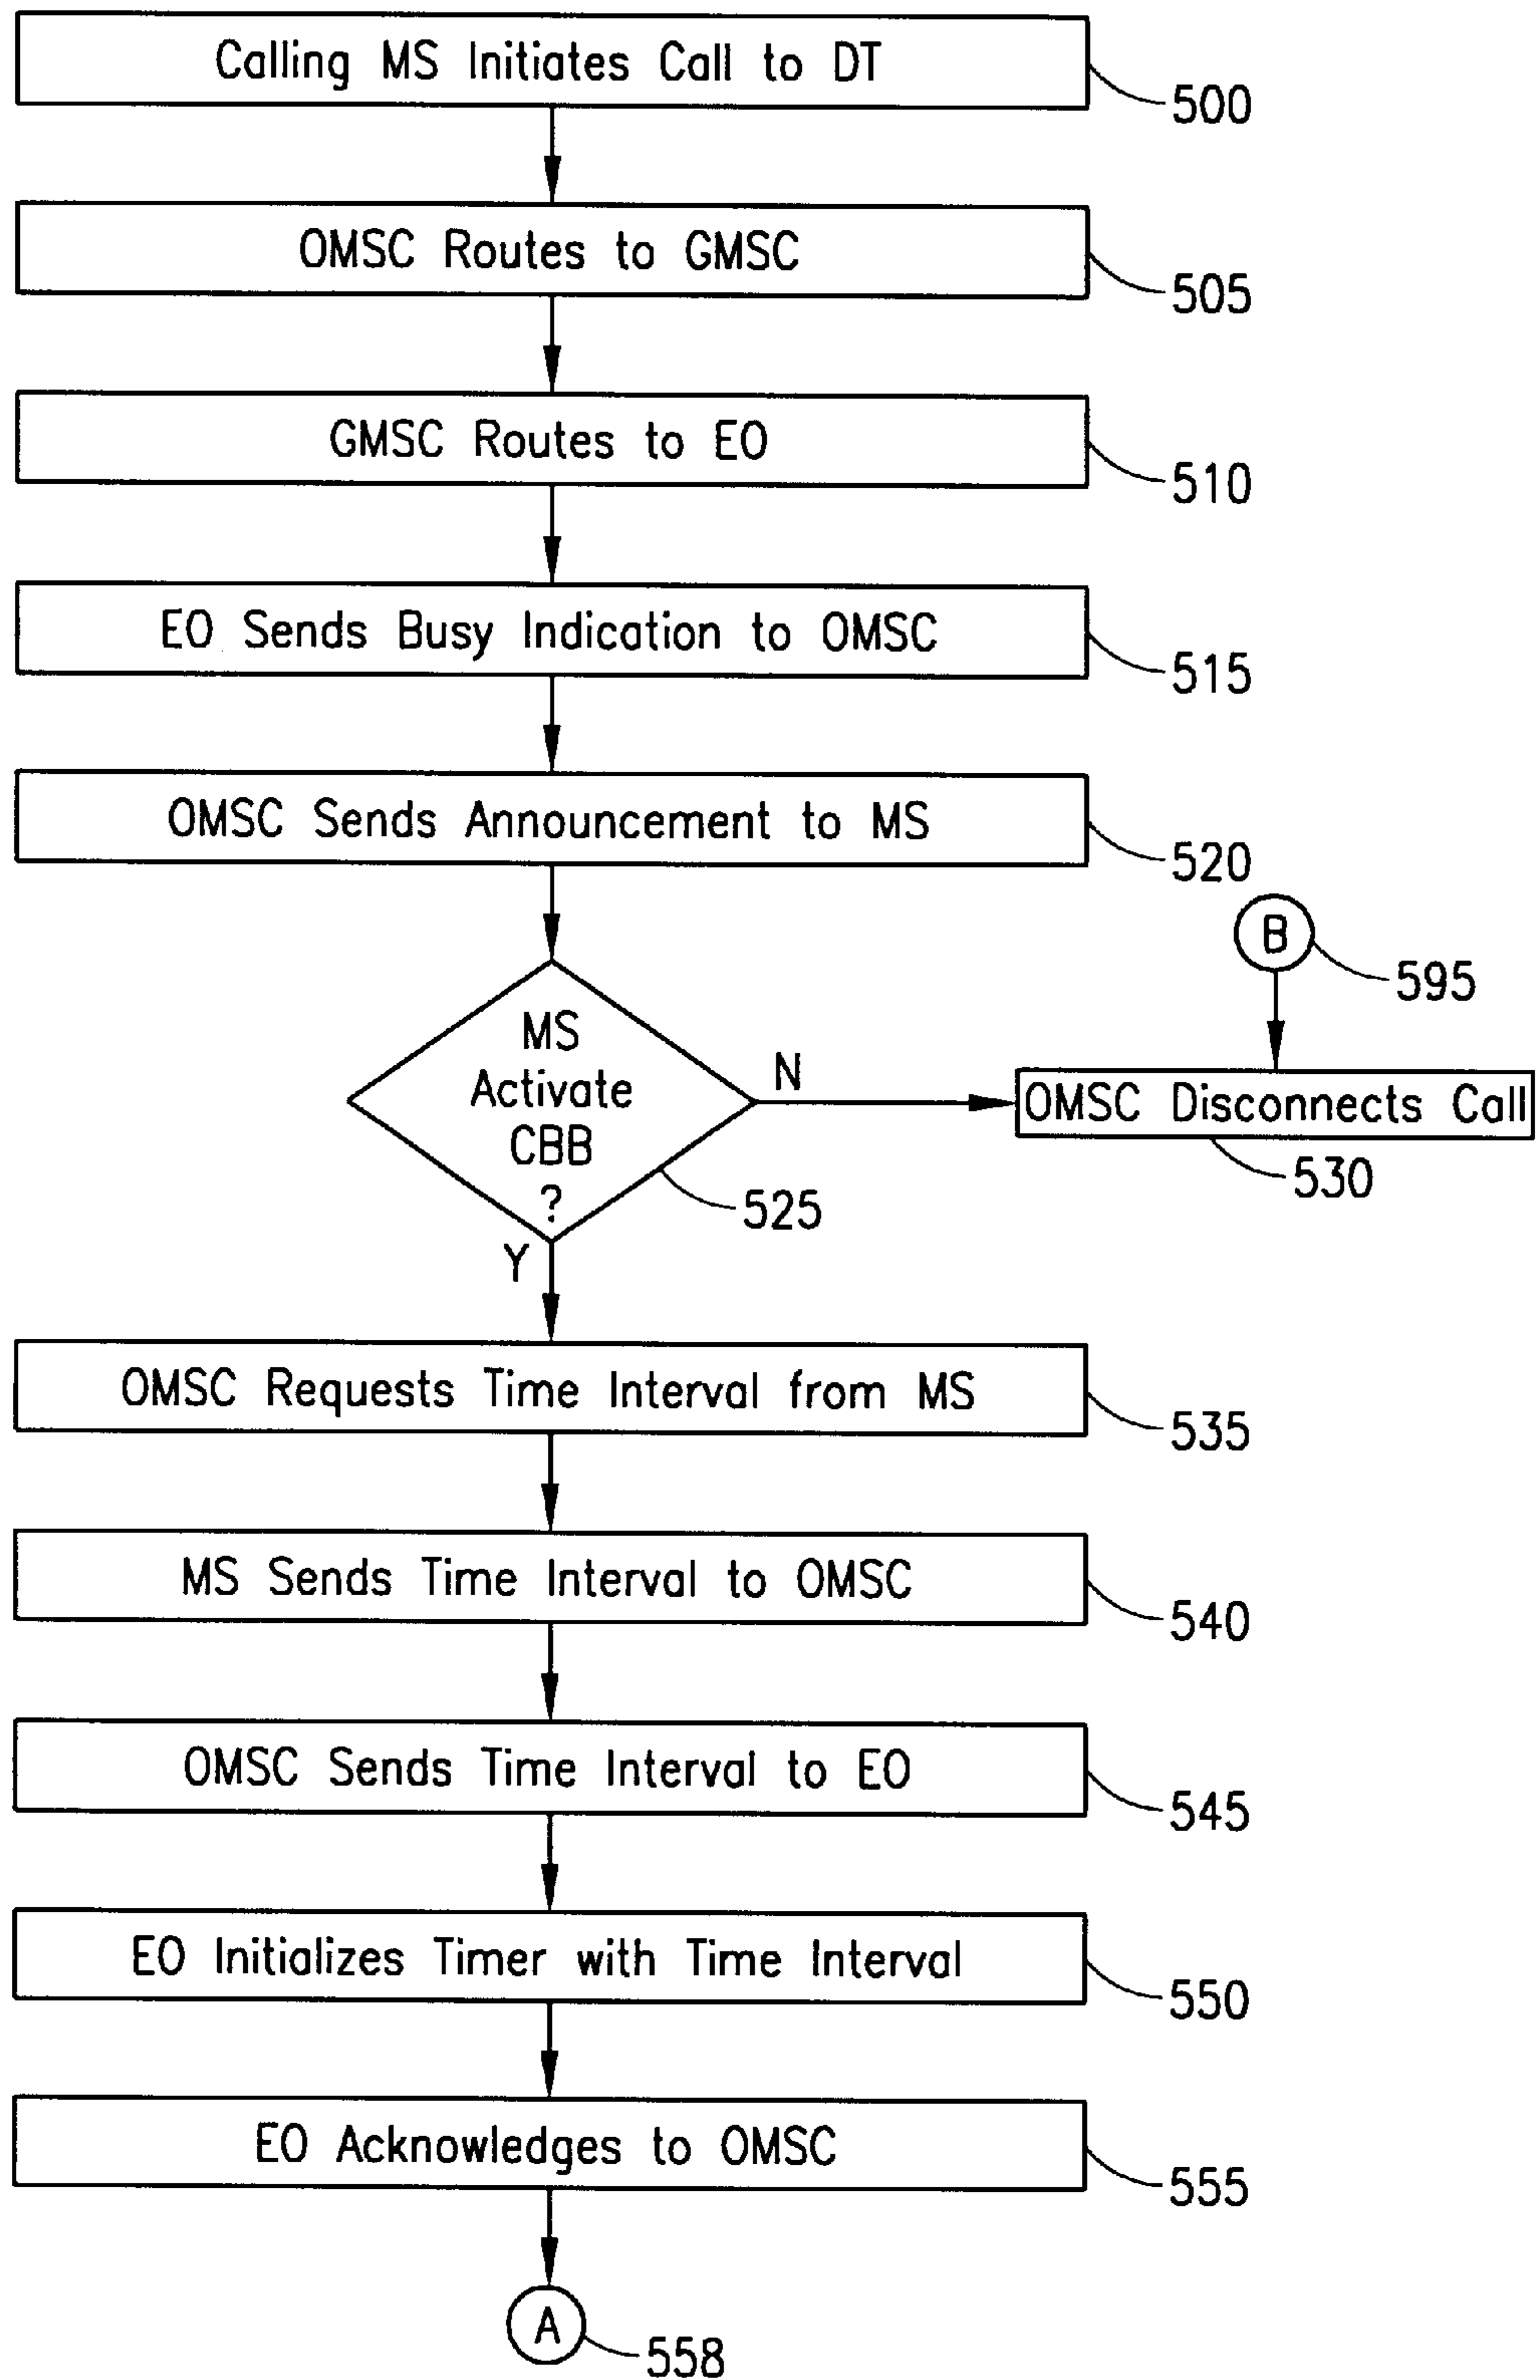 Calling MS Initiates Call to DT
500
OMSC Routes to GMSC
505
GMSC Routes to EO
510
EO Sends Busy Indication to OMSC
515
OMSC Sends Announcement to MS
520
B
595
MS
Activate
CBB
?
525
N
OMSC Disconnects Call
530
Y
OMSC Requests Time Interval from MS
535
MS Sends Time Interval to OMSC
540
OMSC Sends Time Interval to EO
545
EO Initializes Timer with Time Interval
550
EO Acknowledges to OMSC
555
A
558